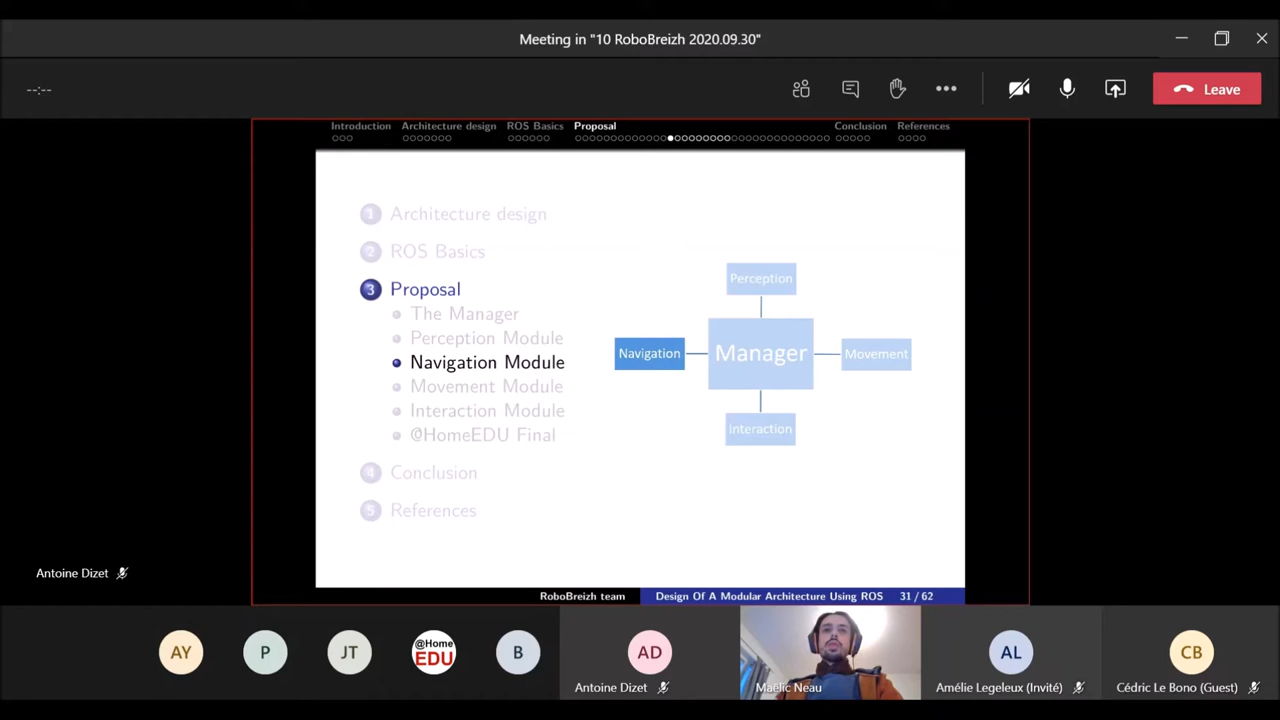 Meeting in "10 RoboBreizh 2020.09.30"
--:--
Leave
Introduction Architecture design ROS Basics Proposal Conclusion References
1 Architecture design
2 ROS Basics
3 Proposal
The Manager
Perception Module
Navigation Module
Movement Module
Interaction Module
@HomeEDU Final
4 Conclusion
5 References
Perception
Navigation
Manager
Movement
Interaction
RoboBreizh team
Design Of A Modular Architecture Using ROS 31 / 62
Antoine Dizet
AY
P
JT
@Home
EDU
B
AD
Antoine Dizet
Maëlic Neau
AL
Amélie Legeleux (Invité)
CB
Cédric Le Bono (Guest)